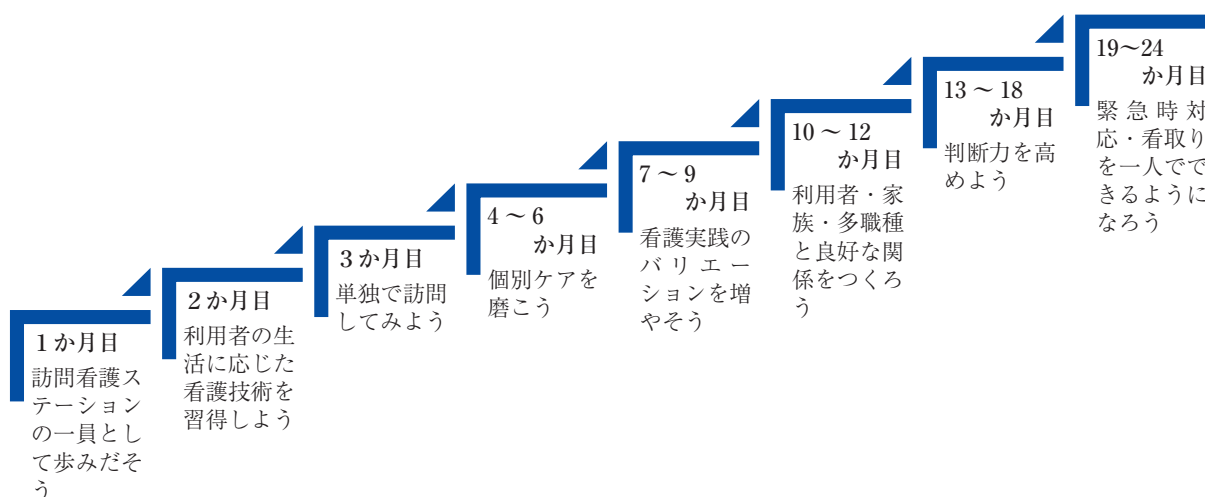 1か月目
訪問看護ス
テーション
の一員とし
て歩みだそ
う
2か月目
利用者の生
活に応じた
看護技術を
習得しよう
3か月目
単独で訪問
してみよう
4～6
か月目
個別ケアを
磨こう
7～9
か月目
看護実践の
バリエー
ションを増
やそう
10～12
か月目
利用者・家
族・多職種
と良好な関
係をつくろ
う
13～18
か月目
判断力を高
めよう
19～24
か月目
緊急時対
応・看取り
を一人でで
きるように
なろう